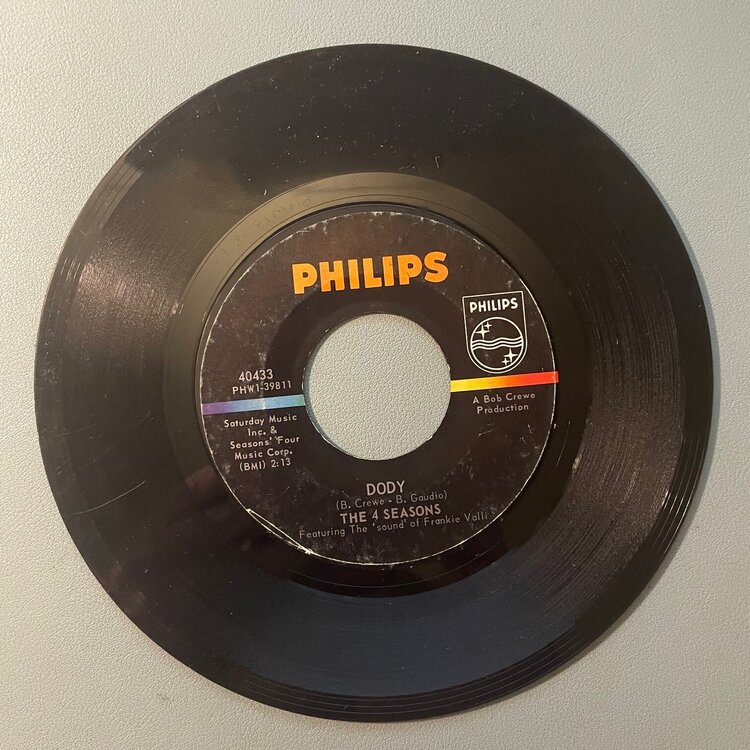 PHILIPS
PHILIPS
40433
PHW1-39811
Saturday Music
Inc. &
Seasons' Four
Music Corp.
(BMI) 2:13
A Bob Crewe
Production
DODY
(B. Crewe - B. Gaudio)
THE 4 SEASONS
Featuring The 'sound' of Frankie Valli